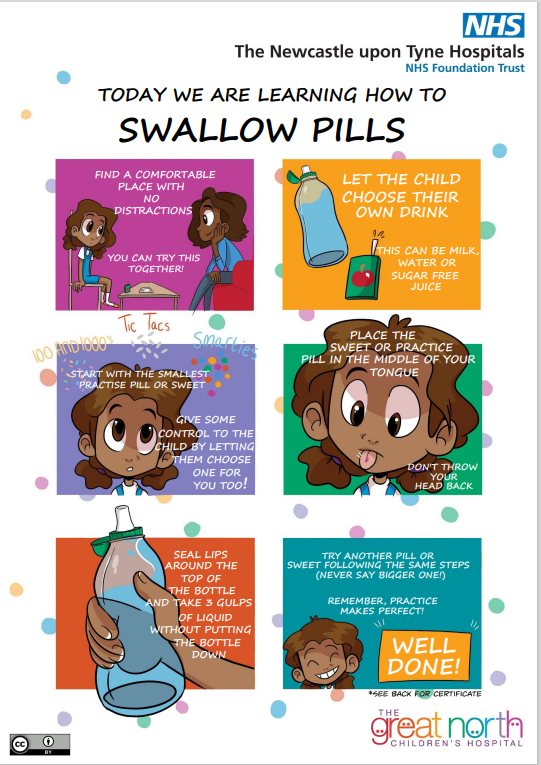 NHS
The Newcastle upon Tyne Hospitals
NHS Foundation Trust
TODAY WE ARE LEARNING HOW TO
SWALLOW PILLS
FIND A COMFORTABLE
PLACE WITH
NO
DISTRACTIONS
YOU CAN TRY THIS
TOGETHER!
LET THE CHILD
CHOOSE THEIR
OWN DRINK
THIS CAN BE MILK,
WATER OR
SUGAR FREE
JUICE
100 AND 1000's
Tic Tacs
Smarties
START WITH THE SMALLEST
PRACTISE PILL OR SWEET
GIVE SOME
CONTROL TO THE
CHILD BY LETTING
THEM CHOOSE
ONE FOR
YOU TOO!
PLACE THE
SWEET OR PRACTICE
PILL IN THE MIDDLE OF YOUR
TONGUE
DON'T THROW
YOUR
HEAD BACK
SEAL LIPS
AROUND THE
TOP OF
THE BOTTLE
AND TAKE 3 GULPS
OF LIQUID
WITHOUT PUTTING
THE BOTTLE
DOWN
TRY ANOTHER PILL OR
SWEET FOLLOWING THE SAME STEPS
(NEVER SAY BIGGER ONE!)
REMEMBER, PRACTICE
MAKES PERFECT!
WELL
DONE!
*SEE BACK FOR CERTIFICATE
THE
great north
CHILDREN'S HOSPITAL
cc
BY